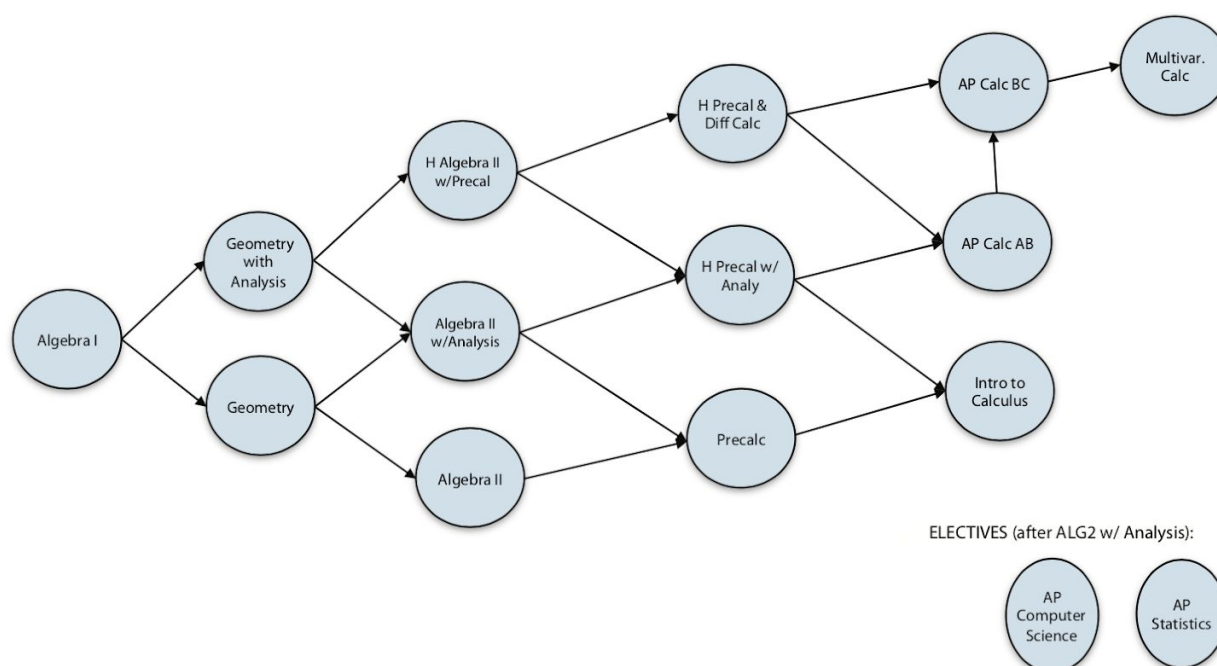 Algebra I
Geometry
with
Analysis
Geometry
H Algebra II
w/Precal
Algebra II
w/Analysis
Algebra II
H Precal &
Diff Calc
H Precal w/
Analy
Precalc
AP Calc BC
AP Calc AB
Intro to
Calculus
Multivar.
Calc
ELECTIVES (after ALG2 w/ Analysis):
AP
Computer
Science
AP
Statistics